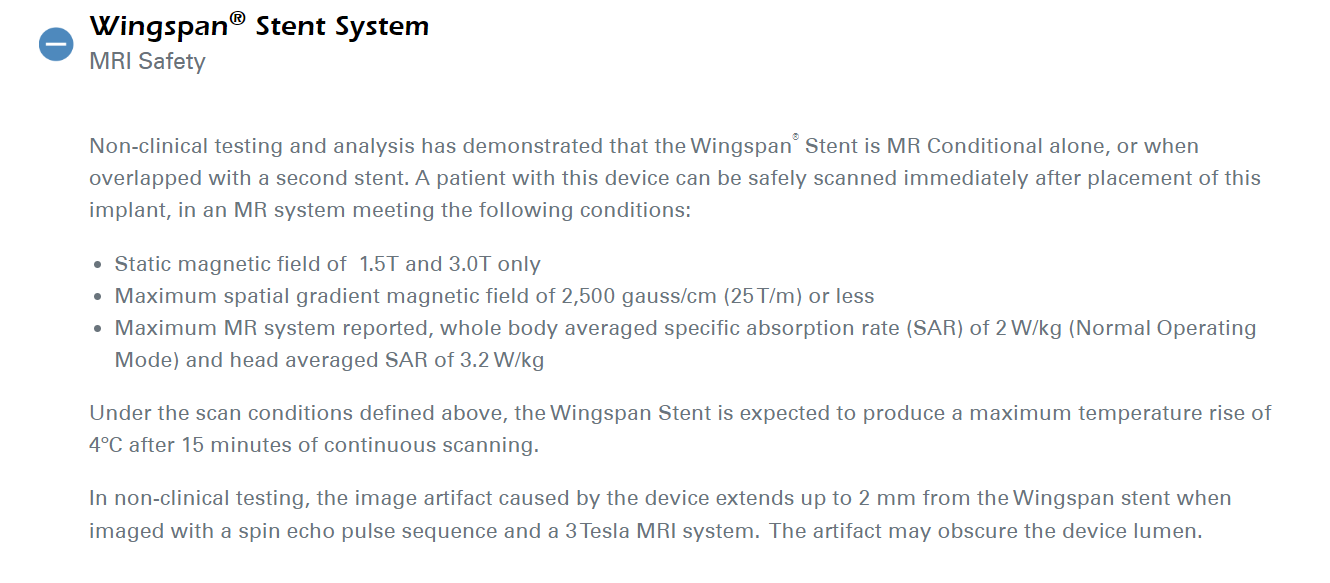 Wingspan® Stent System
MRI Safety
Non-clinical testing and analysis has demonstrated that the Wingspan® Stent is MR Conditional alone, or when
overlapped with a second stent. A patient with this device can be safely scanned immediately after placement of this
implant, in an MR system meeting the following conditions:
• Static magnetic field of  1.5T and 3.0T only
• Maximum spatial gradient magnetic field of 2,500 gauss/cm (25 T/m) or less
• Maximum MR system reported, whole body averaged specific absorption rate (SAR) of 2 W/kg (Normal Operating
Mode) and head averaged SAR of 3.2 W/kg
Under the scan conditions defined above, the Wingspan Stent is expected to produce a maximum temperature rise of
4ºC after 15 minutes of continuous scanning.
In non-clinical testing, the image artifact caused by the device extends up to 2 mm from the Wingspan stent when
imaged with a spin echo pulse sequence and a 3 Tesla MRI system.  The artifact may obscure the device lumen.